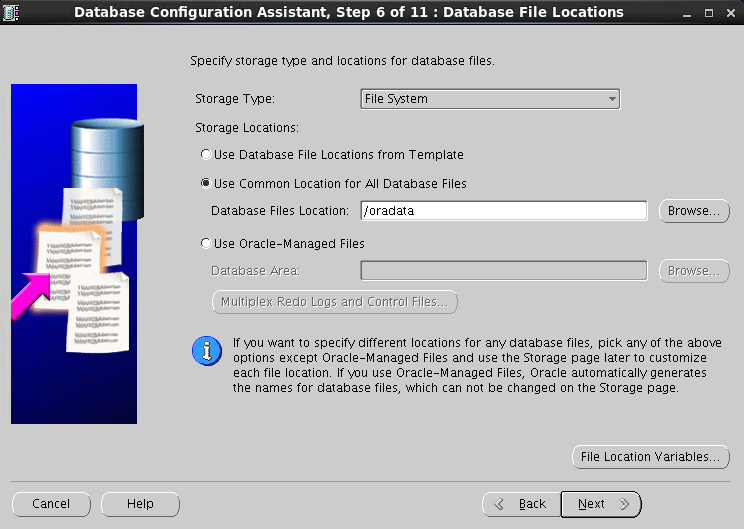 Database Configuration Assistant, Step 6 of 11 : Database File Locations
Specify storage type and locations for database files.
Storage Type: File System
Storage Locations:
Use Database File Locations from Template
Use Common Location for All Database Files
Database Files Location: /oradata Browse...
Use Oracle-Managed Files
Database Area: Browse...
Multiplex Redo Logs and Control Files...
If you want to specify different locations for any database files, pick any of the above
options except Oracle-Managed Files and use the Storage page later to customize
each file location. If you use Oracle-Managed Files, Oracle automatically generates
the names for database files, which can not be changed on the Storage page.
File Location Variables...
Cancel Help Back Next